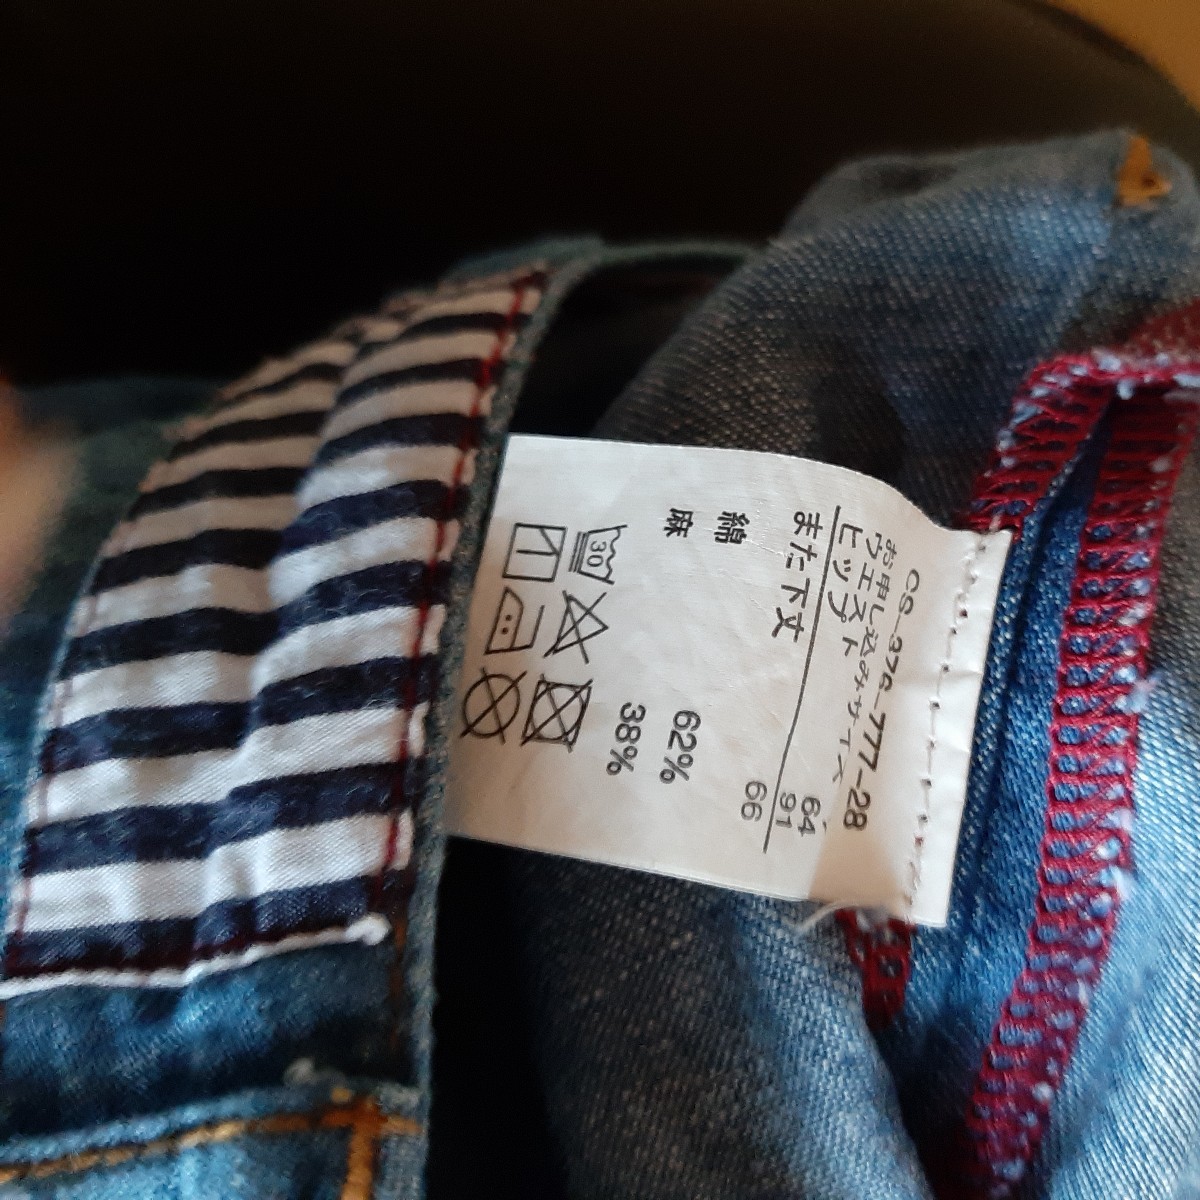 CS-376-777-28
お申し込みサイズ
ウエスト 64
ヒップ 91
また下丈 66
綿 62%
麻 38%
30